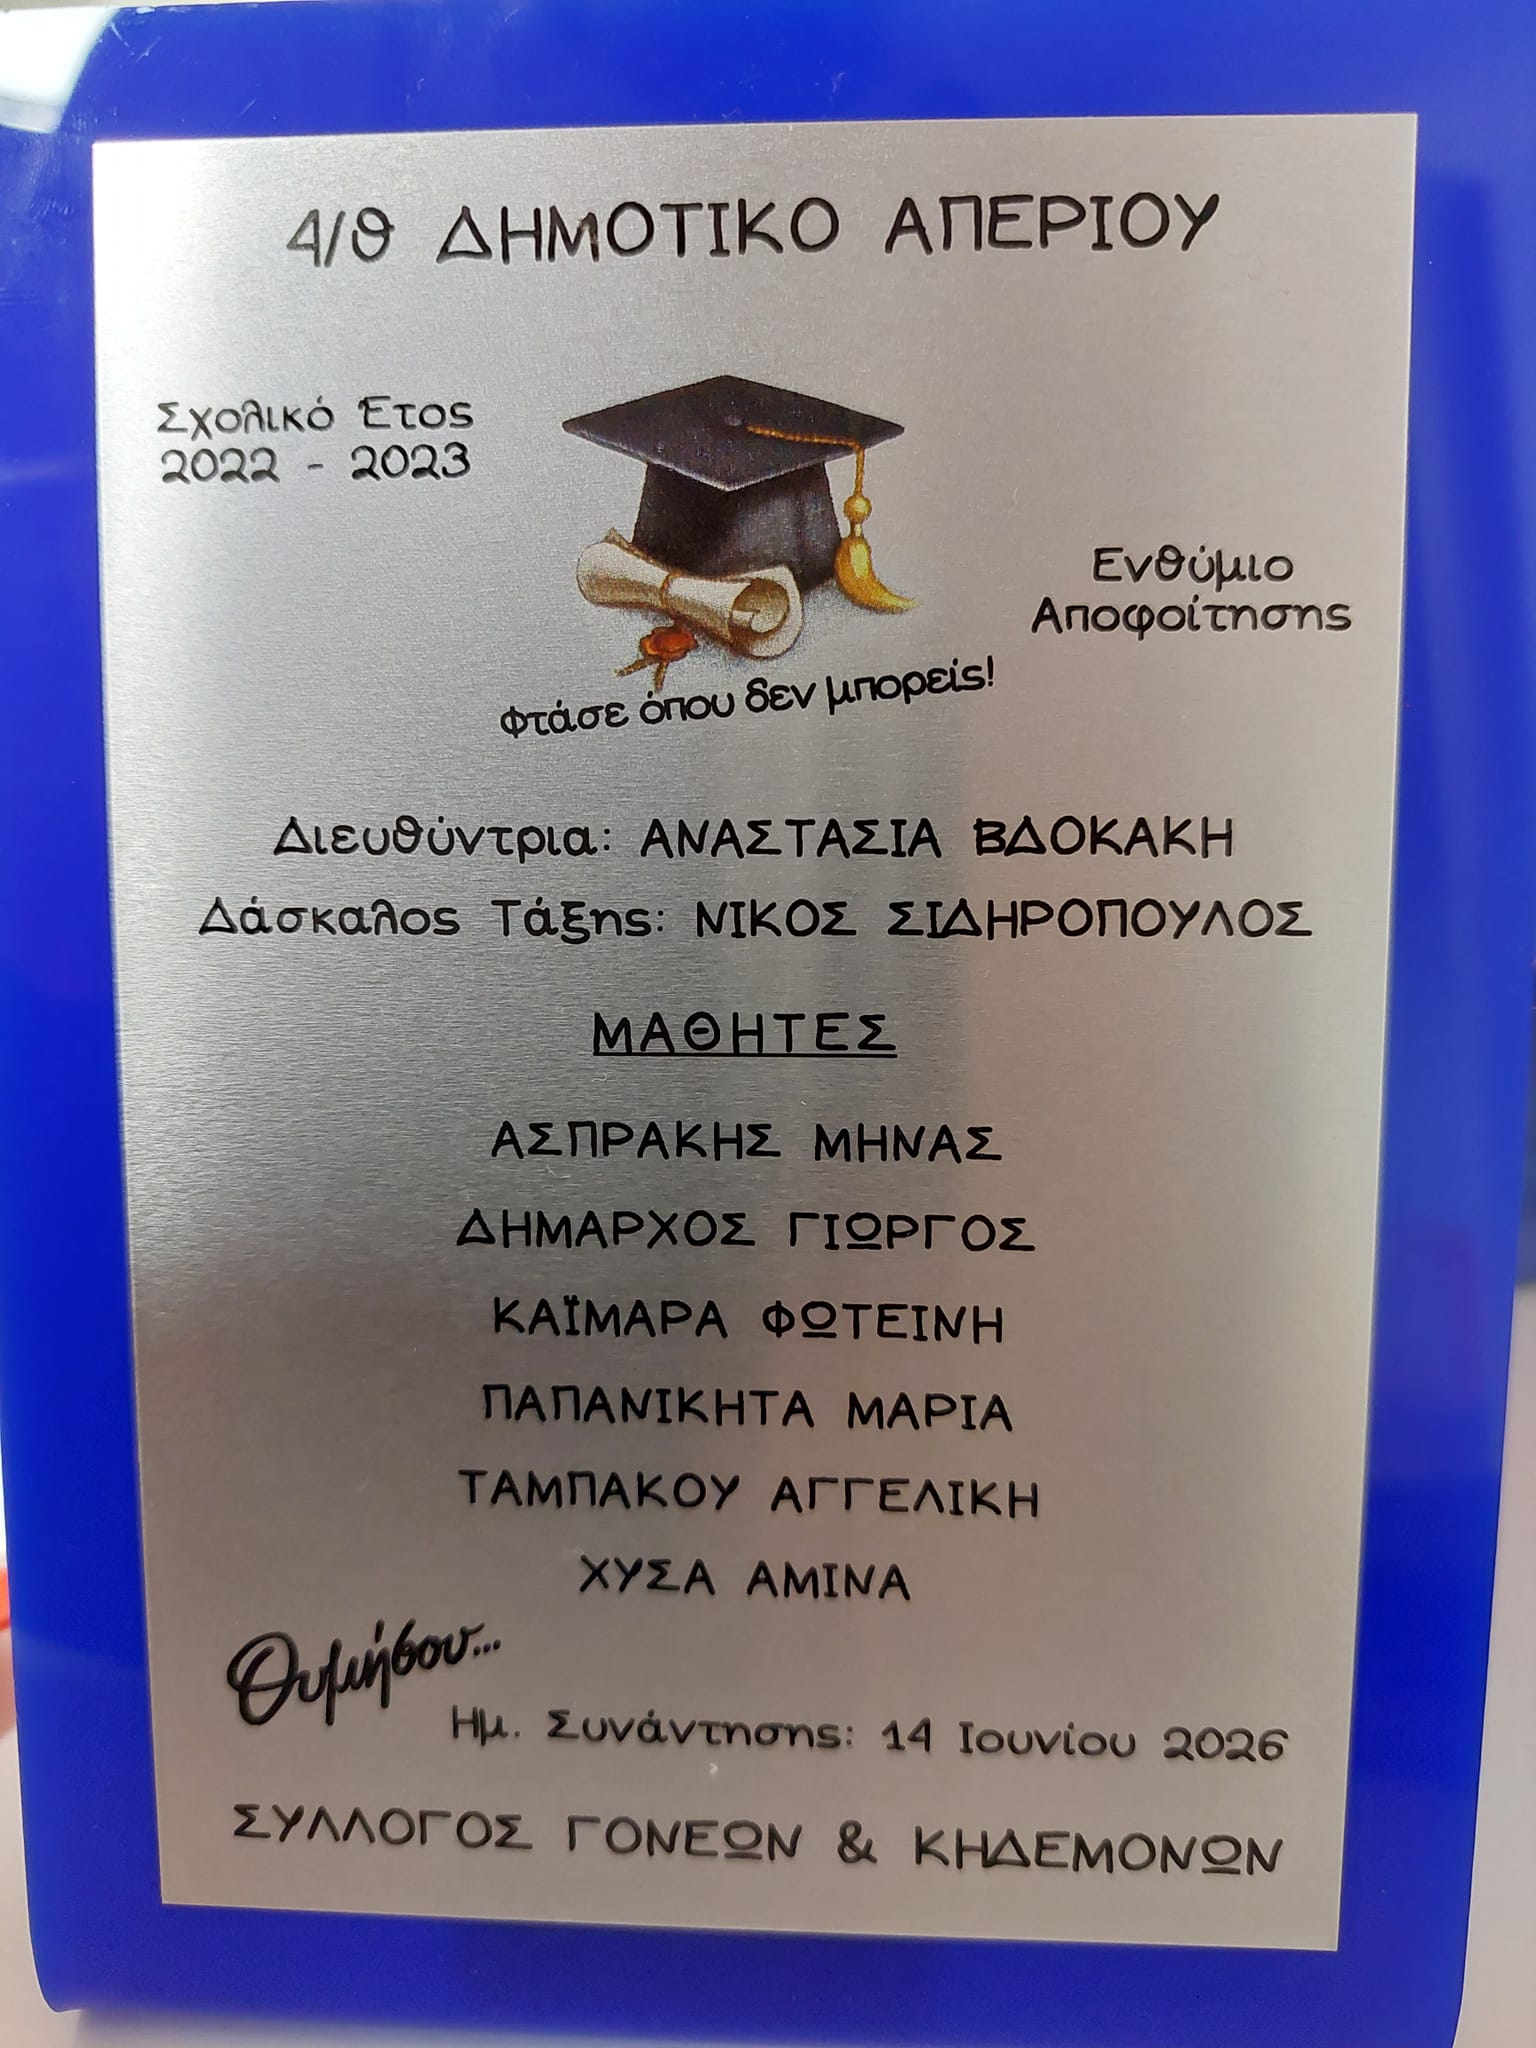 4/θ ΔΗΜΟΤΙΚΟ ΑΠΕΡΙΟΥ
Σχολικό Έτος
2022 - 2023
Ενθύμιο
Αποφοίτησης
Φτάσε όπου δεν μπορείς!
Διευθύντρια: ΑΝΑΣΤΑΣΙΑ ΒΔΟΚΑΚΗ
Δάσκαλος Τάξης: ΝΙΚΟΣ ΣΙΔΗΡΟΠΟΥΛΟΣ
ΜΑΘΗΤΕΣ
ΑΣΠΡΑΚΗΣ ΜΗΝΑΣ
ΔΗΜΑΡΧΟΣ ΓΙΩΡΓΟΣ
ΚΑΪΜΑΡΑ ΦΩΤΕΙΝΗ
ΠΑΠΑΝΙΚΗΤΑ ΜΑΡΙΑ
ΤΑΜΠΑΚΟΥ ΑΓΓΕΛΙΚΗ
ΧΥΣΑ ΑΜΙΝΑ
Θυμήσου...
Ημ. Συνάντησης: 14 Ιουνίου 2026
ΣΥΛΛΟΓΟΣ ΓΟΝΕΩΝ & ΚΗΔΕΜΟΝΩΝ